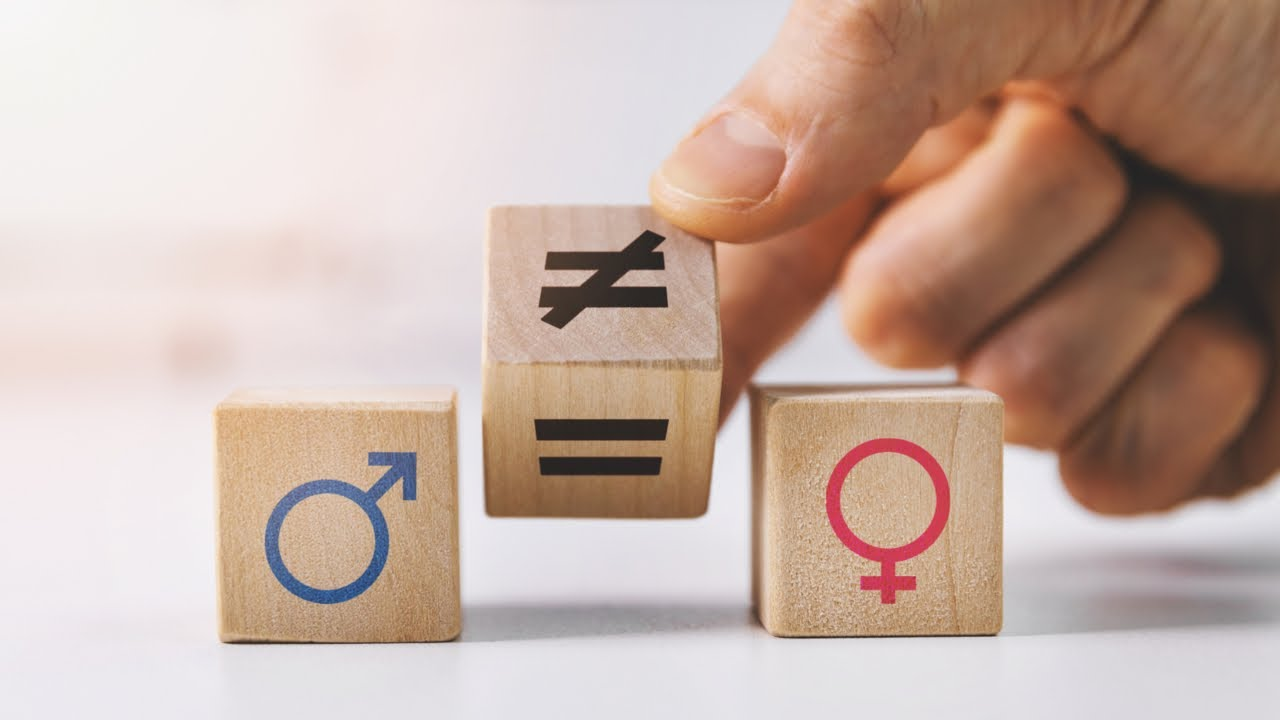 ≠
♂ = ♀